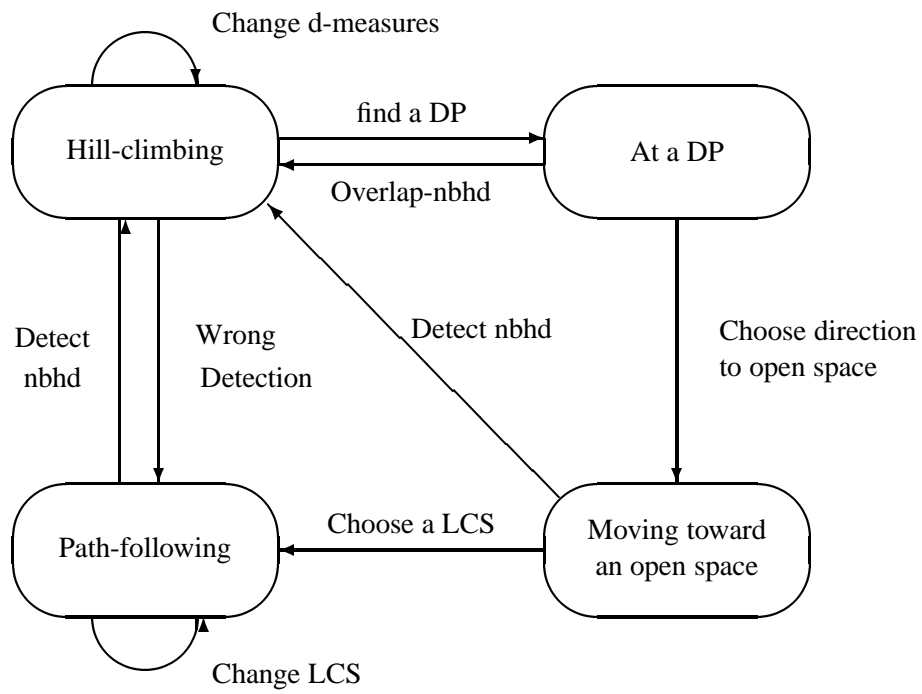 Change d-measures
Hill-climbing
find a DP
At a DP
Overlap-nbhd
Detect
nbhd
Wrong
Detection
Detect nbhd
Choose direction
to open space
Path-following
Choose a LCS
Moving toward
an open space
Change LCS